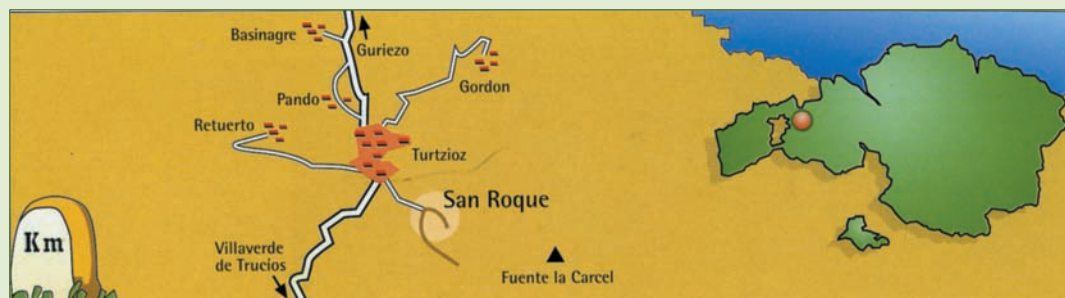 Basinagre
Guriezo
Gordon
Pando
Retuerto
Turtzioz
San Roque
Km
Villaverde
de Trucios
Fuente la Carcel